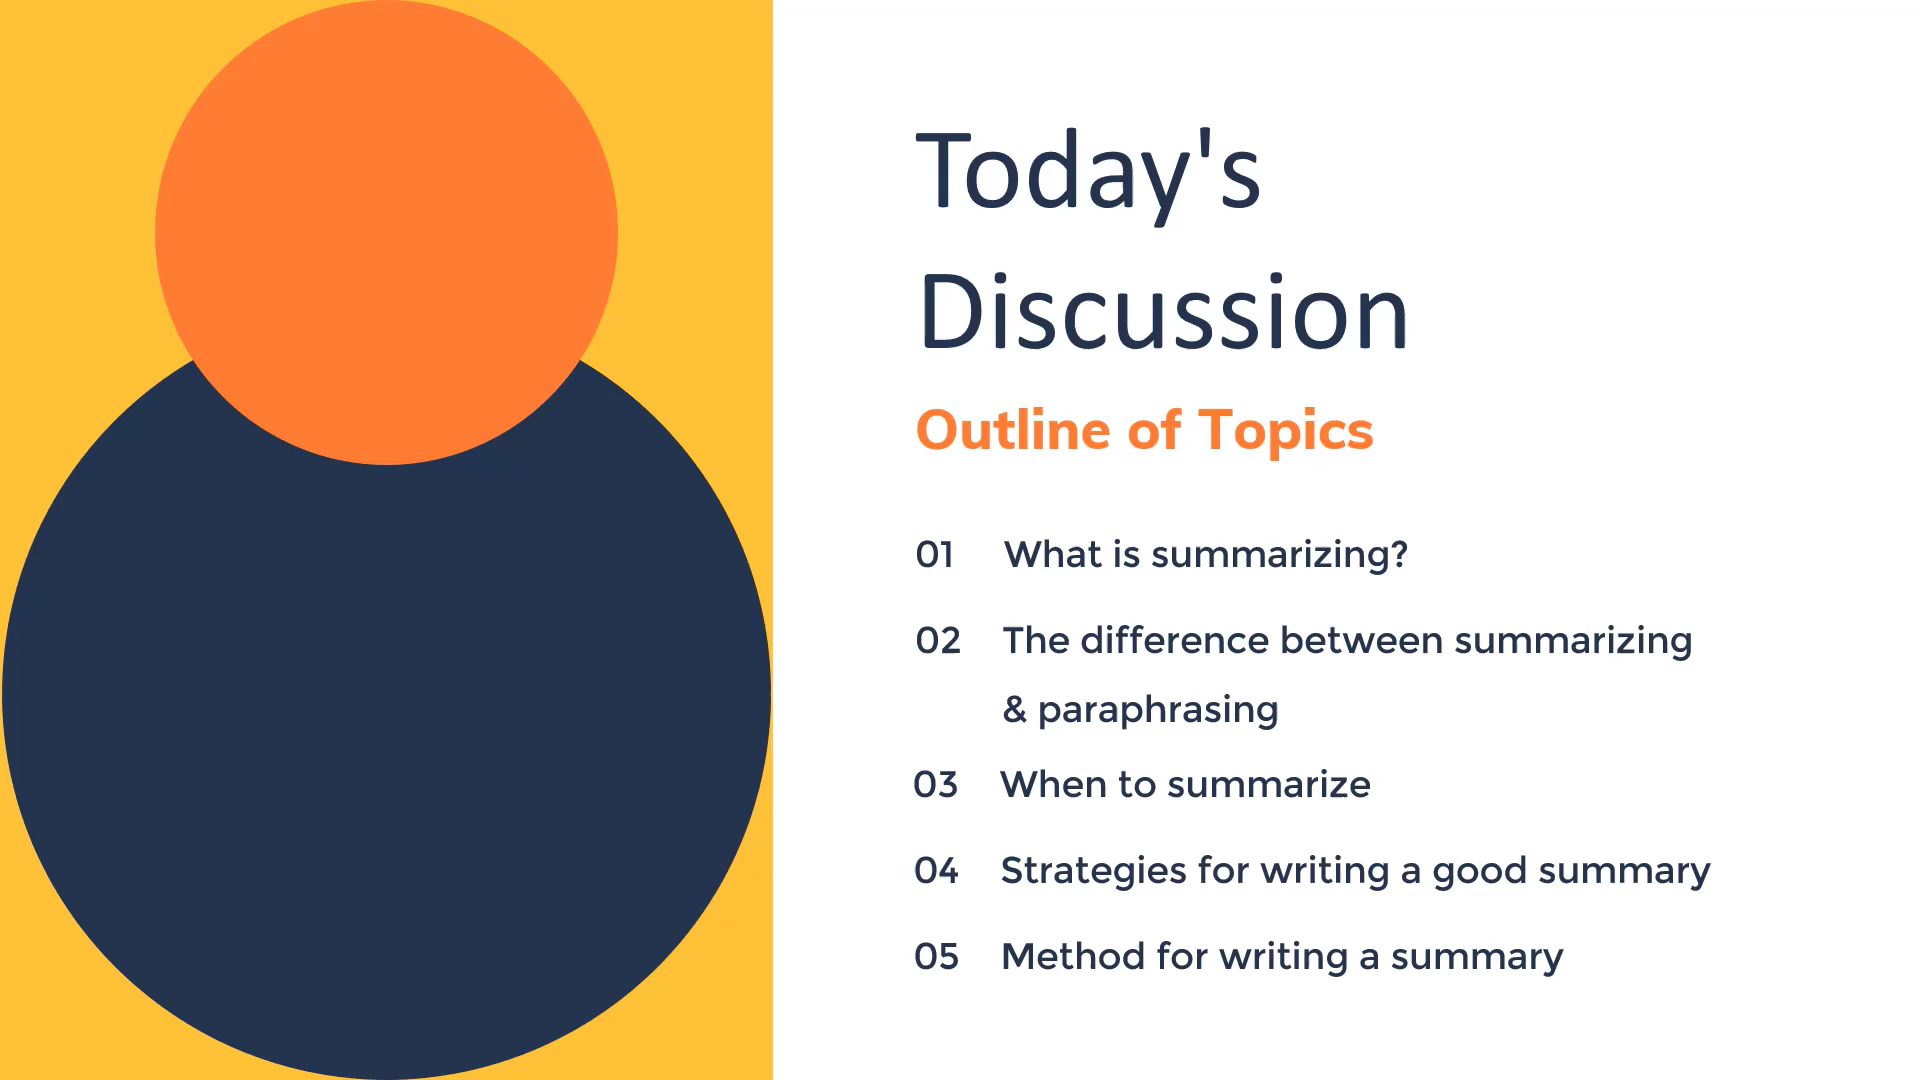 Today's
Discussion
Outline of Topics
01 What is summarizing?
02 The difference between summarizing
& paraphrasing
03 When to summarize
04 Strategies for writing a good summary
05 Method for writing a summary